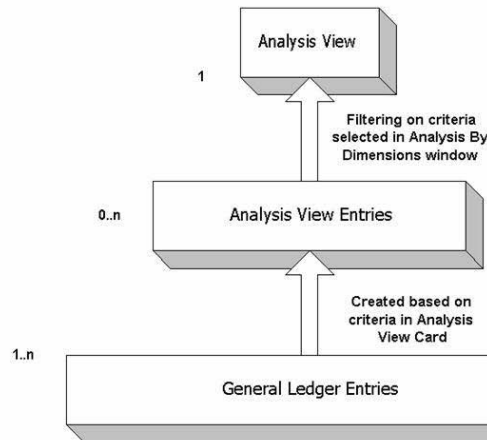 Analysis View
1
Filtering on criteria
selected in Analysis By
Dimensions window
0..n
Analysis View Entries
Created based on
criteria in Analysis
View Card
1..n
General Ledger Entries